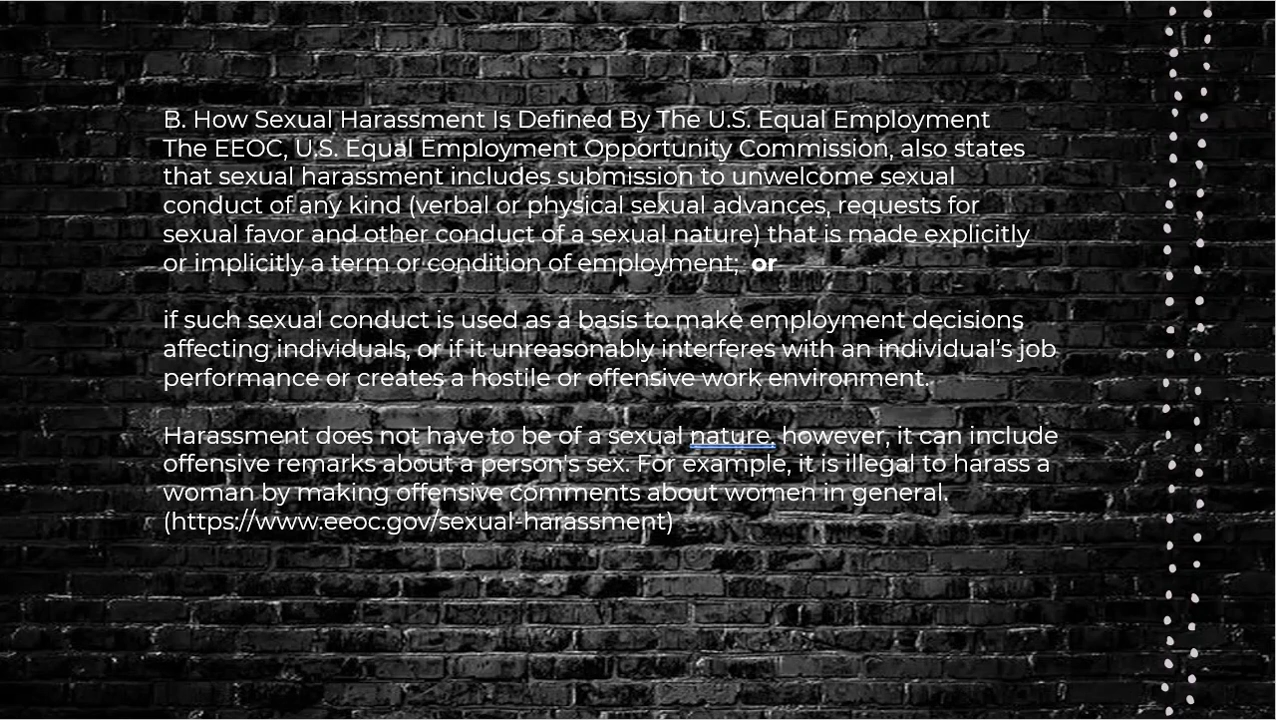 B. How Sexual Harassment Is Defined By The U.S. Equal Employment
The EEOC, U.S. Equal Employment Opportunity Commission, also states
that sexual harassment includes submission to unwelcome sexual
conduct of any kind (verbal or physical sexual advances, requests for
sexual favor and other conduct of a sexual nature) that is made explicitly
or implicitly a term or condition of employment;  or
if such sexual conduct is used as a basis to make employment decisions
affecting individuals, or if it unreasonably interferes with an individual’s job
performance or creates a hostile or offensive work environment.
Harassment does not have to be of a sexual nature, however, it can include
offensive remarks about a person's sex. For example, it is illegal to harass a
woman by making offensive comments about women in general.
(https://www.eeoc.gov/sexual-harassment)